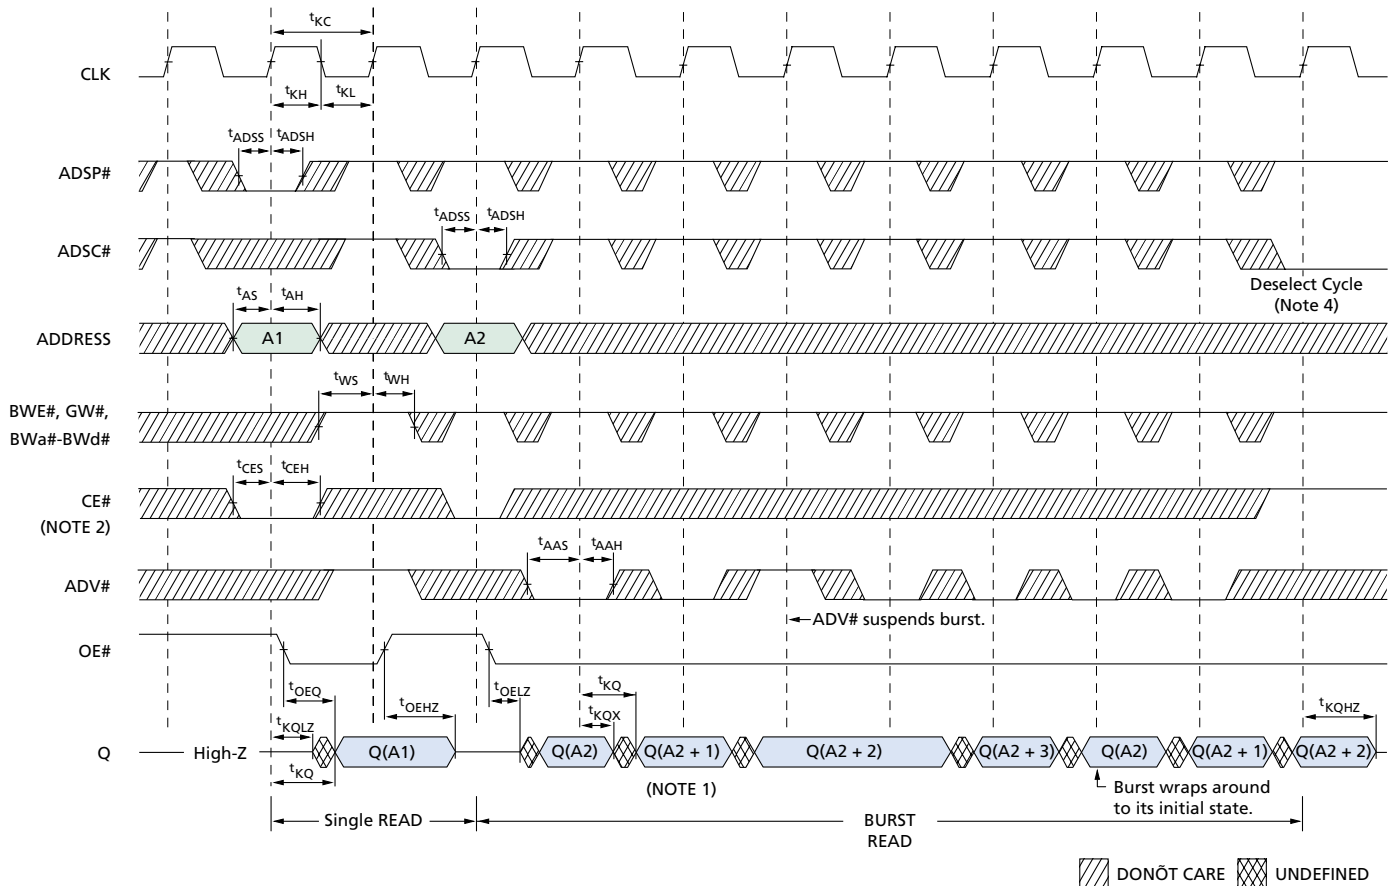 tKC
CLK
tKH tKL
tADSS tADSH
ADSP#
tADSS tADSH
ADSC#
Deselect Cycle
(Note 4)
tAS tAH
ADDRESS A1 A2
tWS tWH
BWE#, GW#,
BWa#-BWd#
tCES tCEH
CE#
(NOTE 2)
tAAS tAAH
ADV#
ADV# suspends burst.
OE#
tOEQ tOEHZ tOELZ tKQ
tKQLZ tKQX tKQHZ
Q High-Z Q(A1) Q(A2) Q(A2 + 1) Q(A2 + 2) Q(A2 + 3) Q(A2) Q(A2 + 1) Q(A2 + 2)
tKQ
(NOTE 1)
Burst wraps around
to its initial state.
Single READ
BURST
READ
DONÕT CARE UNDEFINED